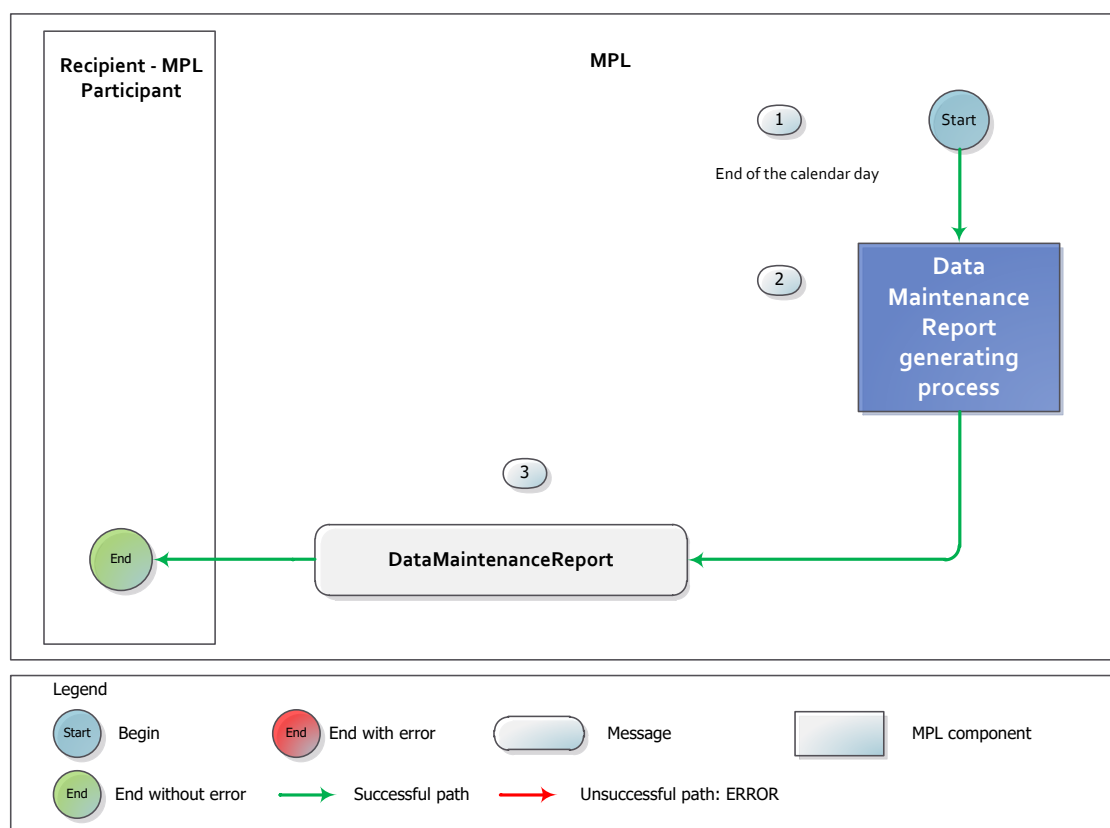 Recipient - MPL
Participant
MPL
1
Start
End of the calendar day
2
Data
Maintenance
Report
generating
process
3
End
DataMaintenanceReport
Legend
Start
Begin
End
End with error
Message
MPL component
End
End without error
Successful path
Unsuccessful path: ERROR